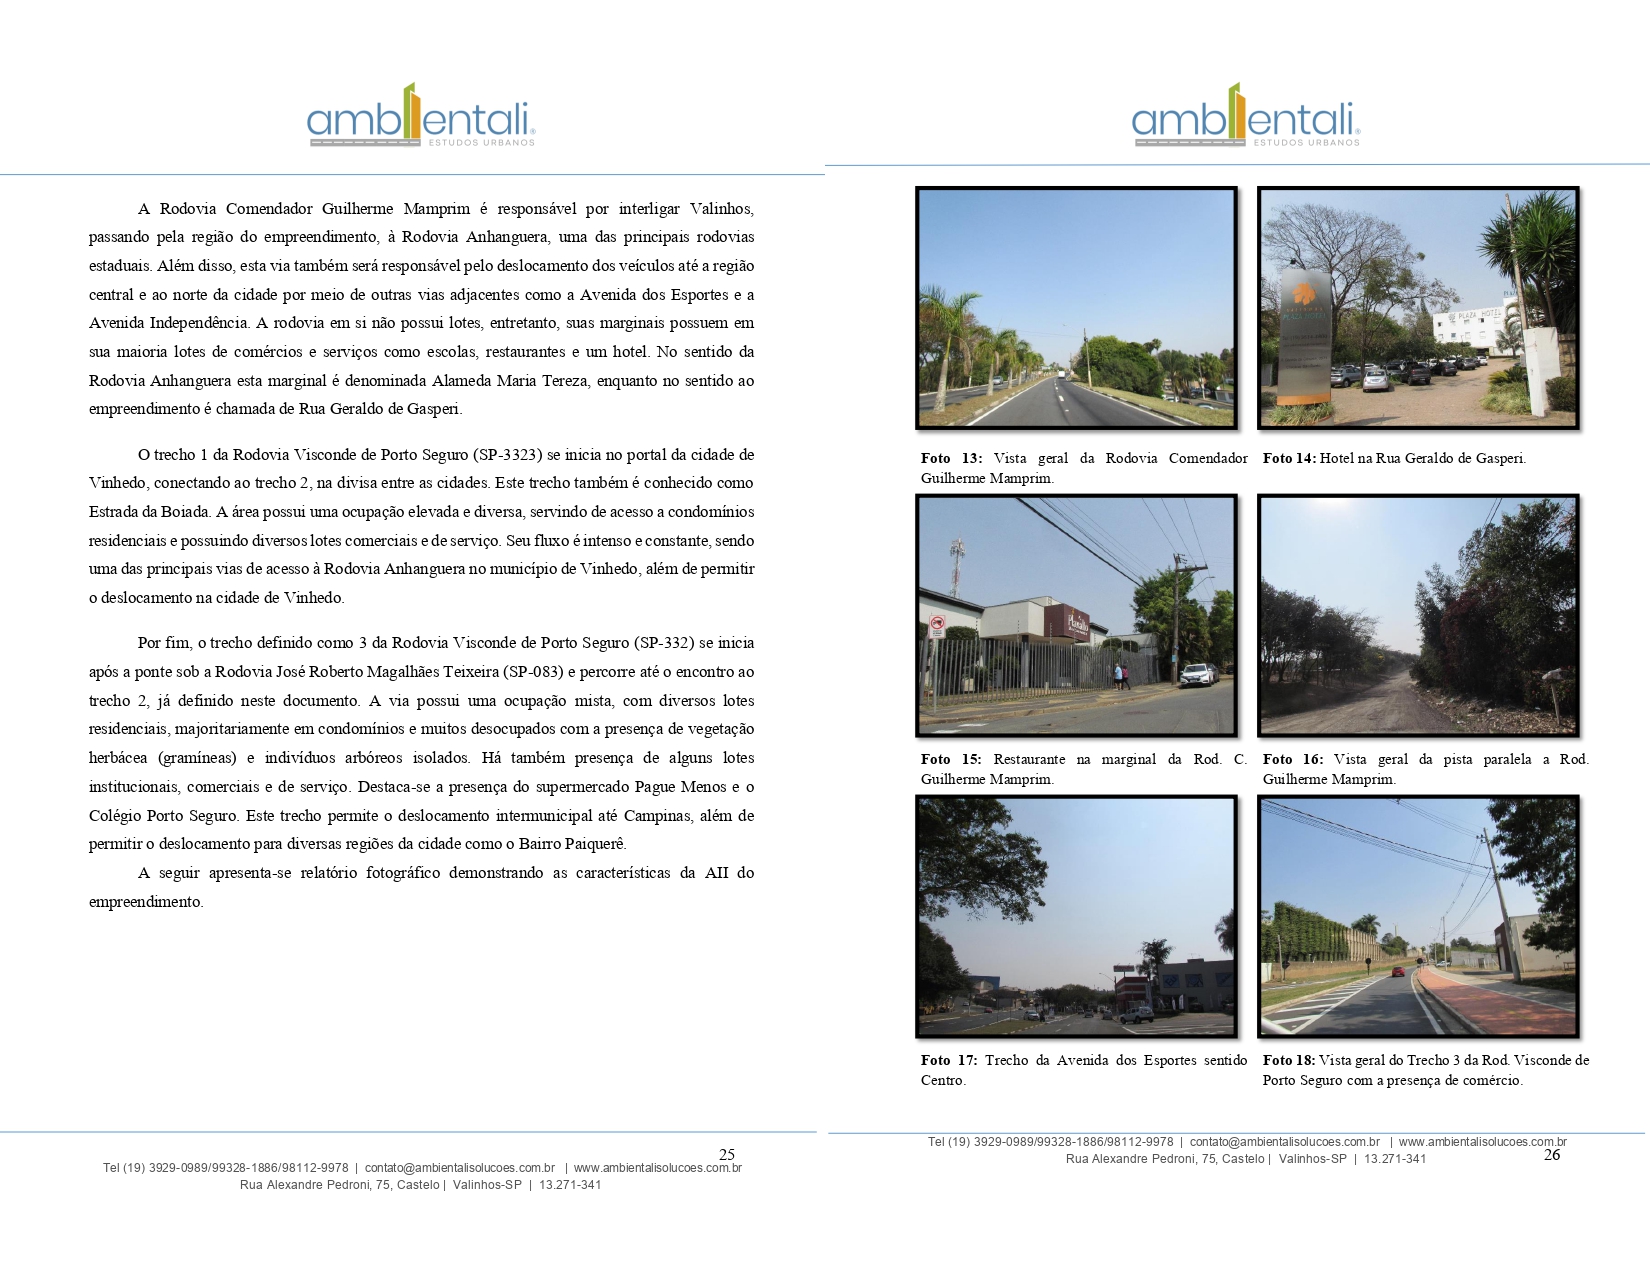 ambientali®
ESTUDOS URBANOS
A Rodovia Comendador Guilherme Mamprim é responsável por interligar Valinhos,
passando pela região do empreendimento, à Rodovia Anhanguera, uma das principais rodovias
estaduais. Além disso, esta via também será responsável pelo deslocamento dos veículos até a região
central e ao norte da cidade por meio de outras vias adjacentes como a Avenida dos Esportes e a
Avenida Independência. A rodovia em si não possui lotes, entretanto, suas marginais possuem em
sua maioria lotes de comércios e serviços como escolas, restaurantes e um hotel. No sentido da
Rodovia Anhanguera esta marginal é denominada Alameda Maria Tereza, enquanto no sentido ao
empreendimento é chamada de Rua Geraldo de Gasperi.
O trecho 1 da Rodovia Visconde de Porto Seguro (SP-3323) se inicia no portal da cidade de
Vinhedo, conectando ao trecho 2, na divisa entre as cidades. Este trecho também é conhecido como
Estrada da Boiada. A área possui uma ocupação elevada e diversa, servindo de acesso a condomínios
residenciais e possuindo diversos lotes comerciais e de serviço. Seu fluxo é intenso e constante, sendo
uma das principais vias de acesso à Rodovia Anhanguera no município de Vinhedo, além de permitir
o deslocamento na cidade de Vinhedo.
Por fim, o trecho definido como 3 da Rodovia Visconde de Porto Seguro (SP-332) se inicia
após a ponte sob a Rodovia José Roberto Magalhães Teixeira (SP-083) e percorre até o encontro ao
trecho 2, já definido neste documento. A via possui uma ocupação mista, com diversos lotes
residenciais, majoritariamente em condomínios e muitos desocupados com a presença de vegetação
herbácea (gramíneas) e indivíduos arbóreos isolados. Há também presença de alguns lotes
institucionais, comerciais e de serviço. Destaca-se a presença do supermercado Pague Menos e o
Colégio Porto Seguro. Este trecho permite o deslocamento intermunicipal até Campinas, além de
permitir o deslocamento para diversas regiões da cidade como o Bairro Paiquerê.
A seguir apresenta-se relatório fotográfico demonstrando as características da AII do
empreendimento.
25
Tel (19) 3929-0989/99328-1886/98112-9978 | contato@ambientalisolucoes.com.br | www.ambientalisolucoes.com.br
Rua Alexandre Pedroni, 75, Castelo | Valinhos-SP | 13.271-341
ambientali®
ESTUDOS URBANOS
PLAZA HOTEL
PLAZA HOTEL
Foto 13: Vista geral da Rodovia Comendador
Guilherme Mamprim.
Foto 14: Hotel na Rua Geraldo de Gasperi.
Planalto
Foto 15: Restaurante na marginal da Rod. C.
Guilherme Mamprim.
Foto 16: Vista geral da pista paralela a Rod.
Guilherme Mamprim.
Foto 17: Trecho da Avenida dos Esportes sentido
Centro.
Foto 18: Vista geral do Trecho 3 da Rod. Visconde de
Porto Seguro com a presença de comércio.
Tel (19) 3929-0989/99328-1886/98112-9978 | contato@ambientalisolucoes.com.br | www.ambientalisolucoes.com.br
Rua Alexandre Pedroni, 75, Castelo | Valinhos-SP | 13.271-341
26